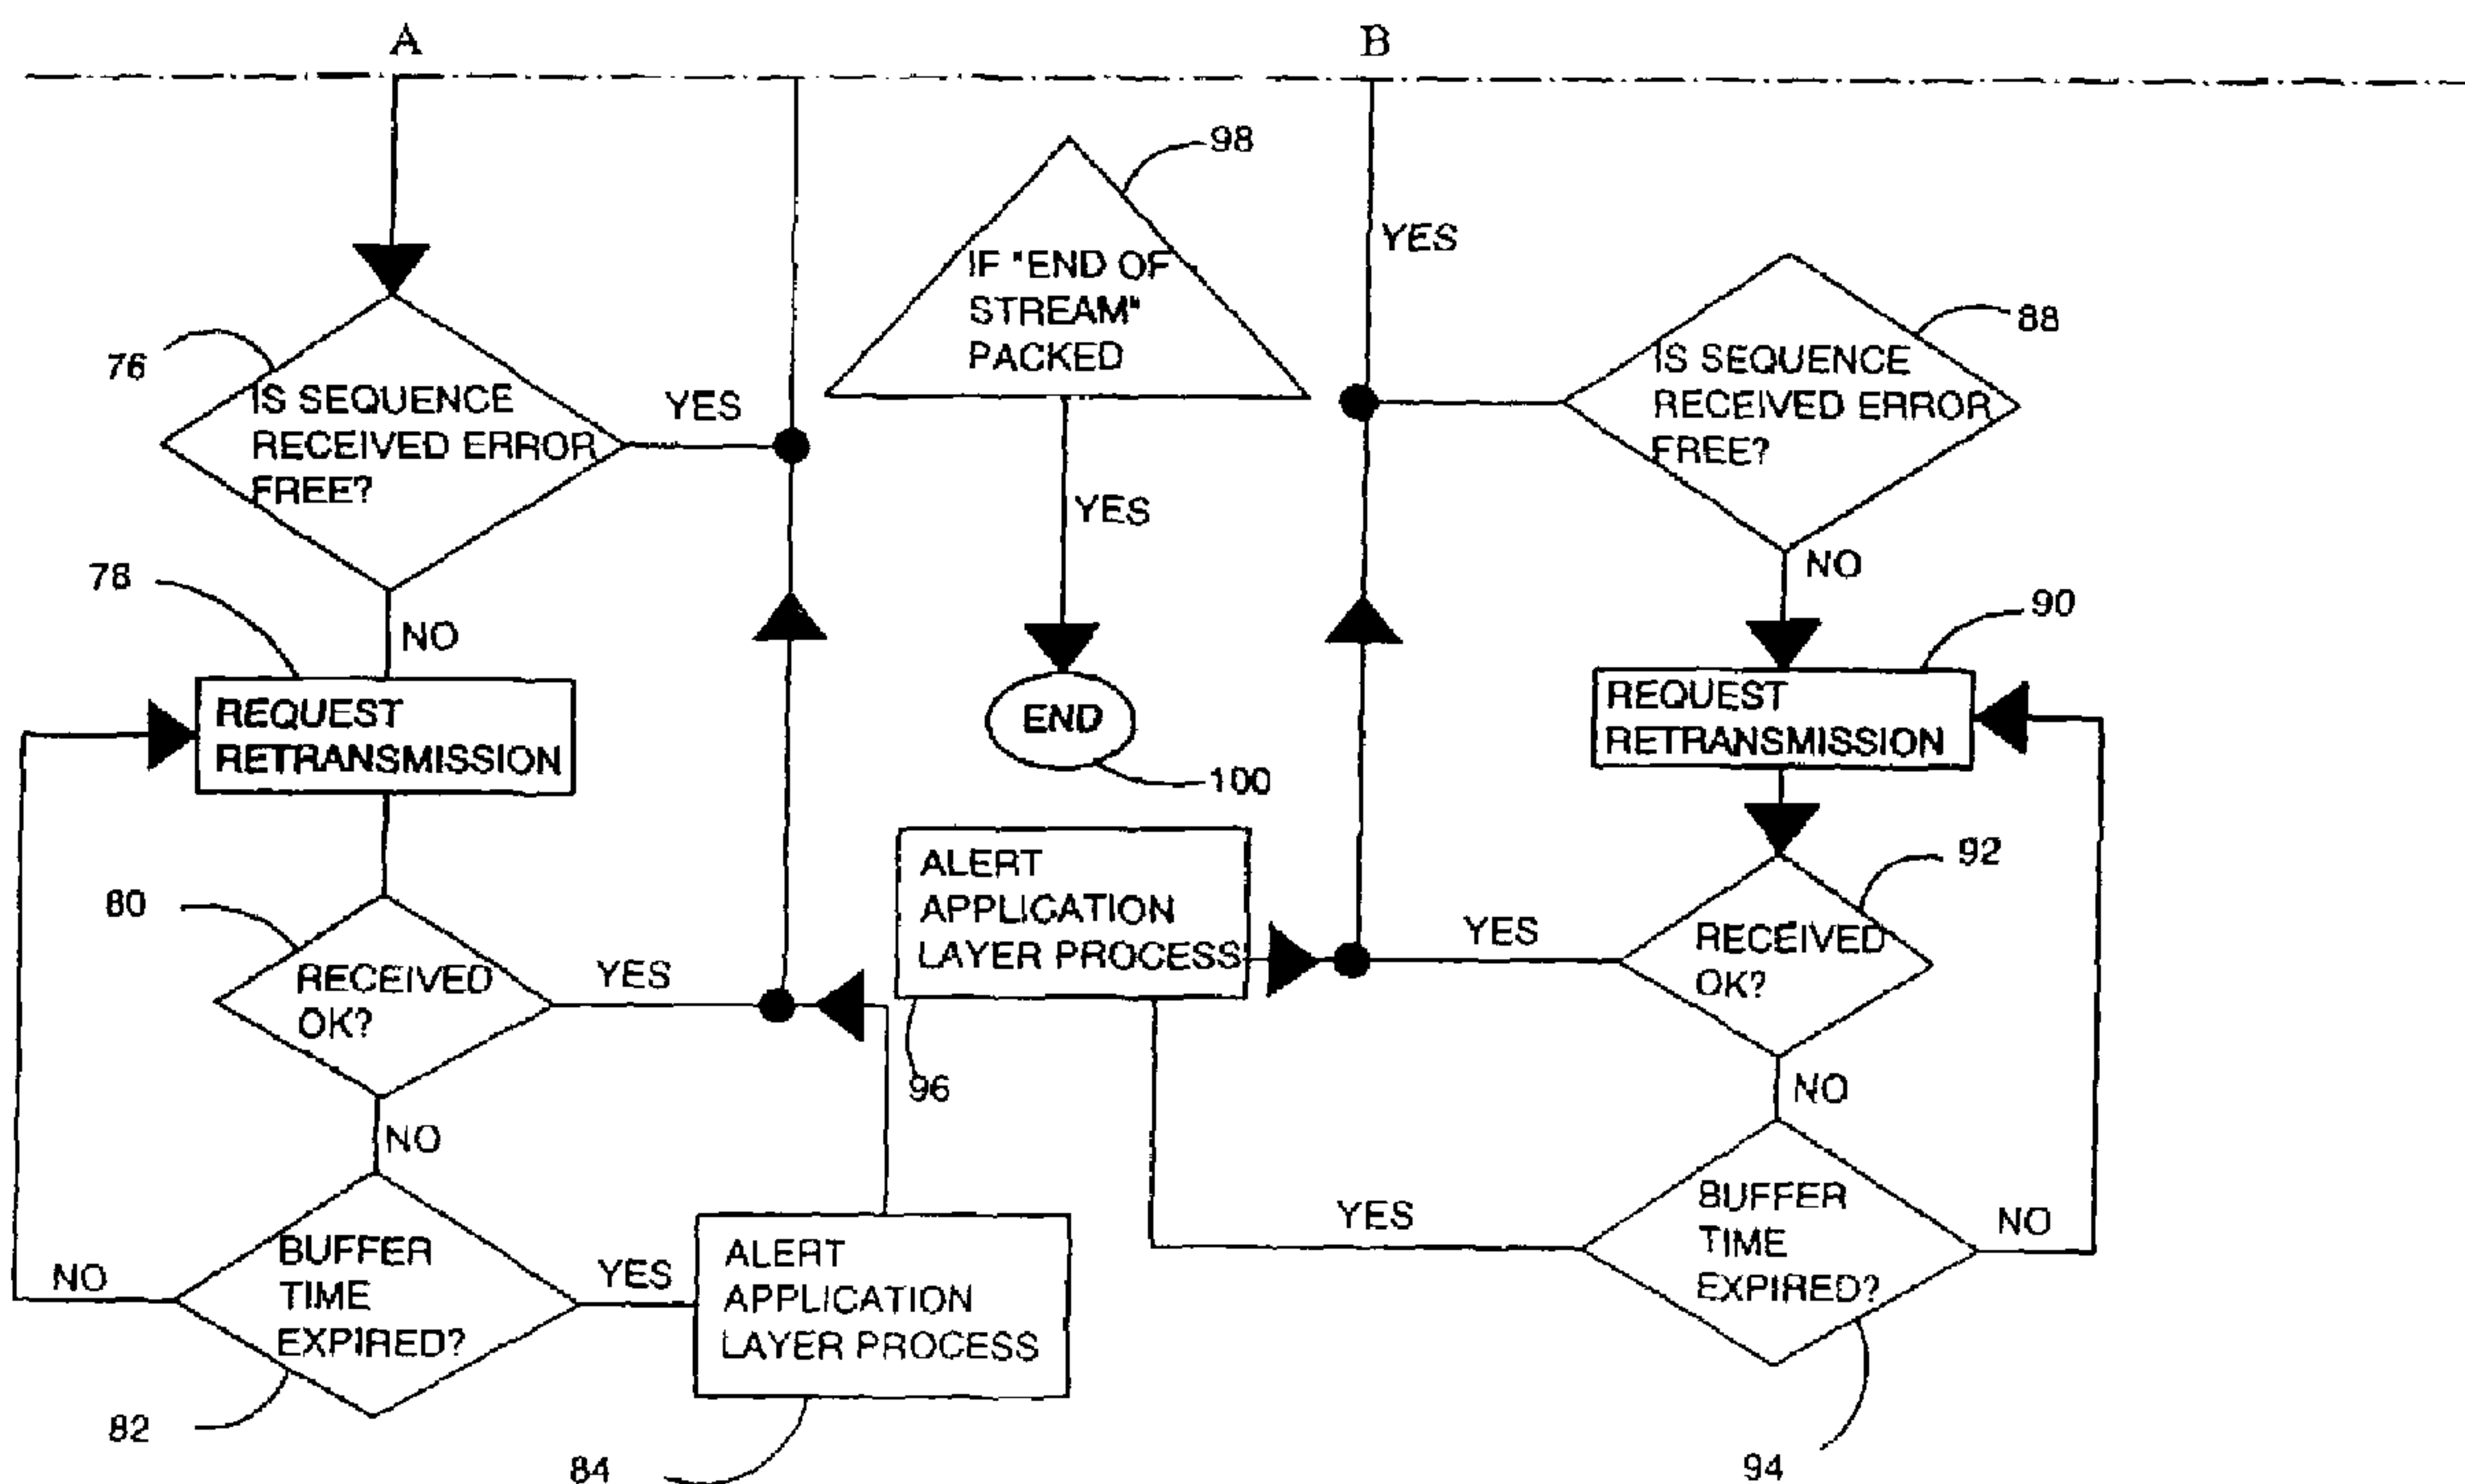 A
B
98
YES
IF "END OF
STREAM"
PACKED
88
76
IS SEQUENCE
RECEIVED ERROR
FREE?
YES
IS SEQUENCE
RECEIVED ERROR
FREE?
YES
NO
78
NO
90
REQUEST
RETRANSMISSION
END
100
REQUEST
RETRANSMISSION
80
RECEIVED
OK?
YES
ALERT
APPLICATION
LAYER PROCESS
96
YES
92
RECEIVED
OK?
NO
NO
BUFFER
TIME
EXPIRED?
NO
YES
82
ALERT
APPLICATION
LAYER PROCESS
84
YES
BUFFER
TIME
EXPIRED?
NO
94